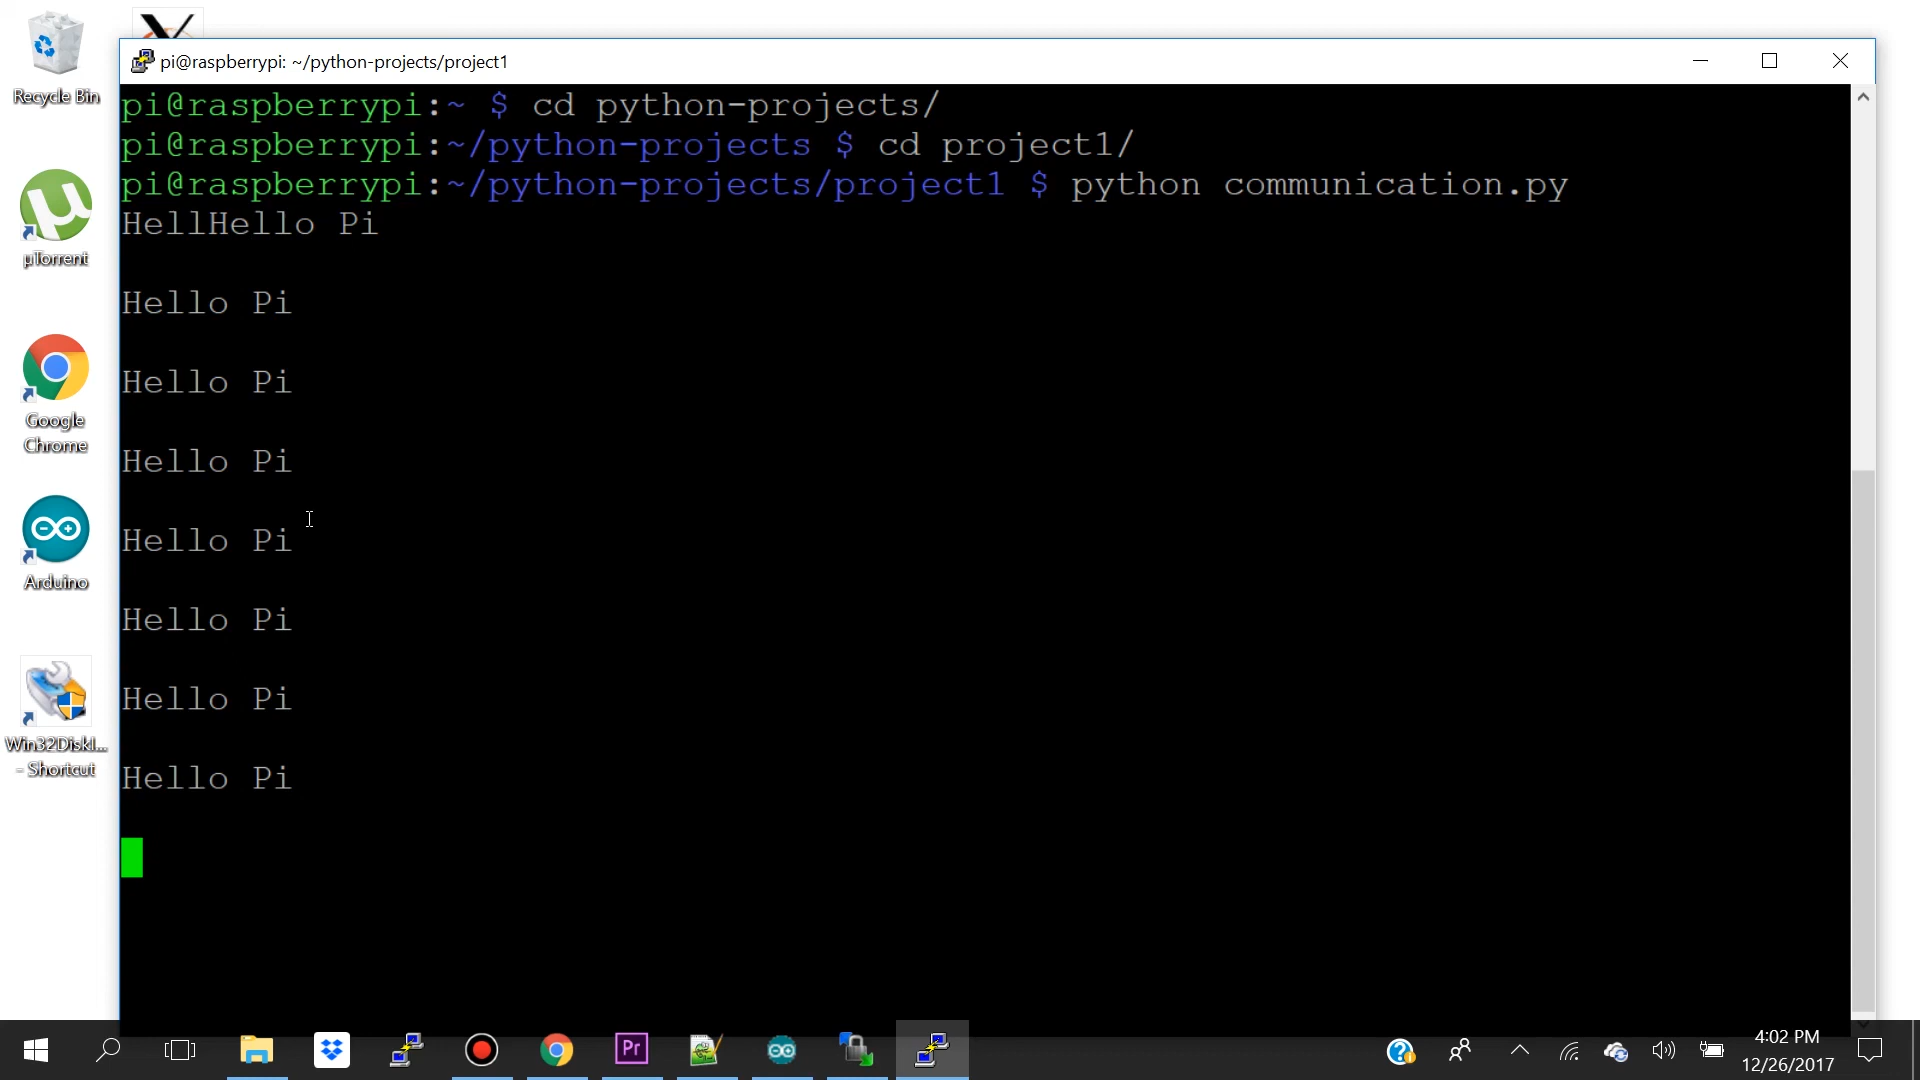 pi@raspberrypi: ~/python-projects/project1
pi@raspberrypi:~ $ cd python-projects/
pi@raspberrypi:~/python-projects $ cd project1/
pi@raspberrypi:~/python-projects/project1 $ python communication.py
HellHello Pi
Hello Pi
Hello Pi
Hello Pi
Hello Pi
Hello Pi
Hello Pi
Hello Pi
Recycle Bin
µTorrent
Google
Chrome
Arduino
Win32DiskI...
- Shortcut
Pr
4:02 PM
12/26/2017